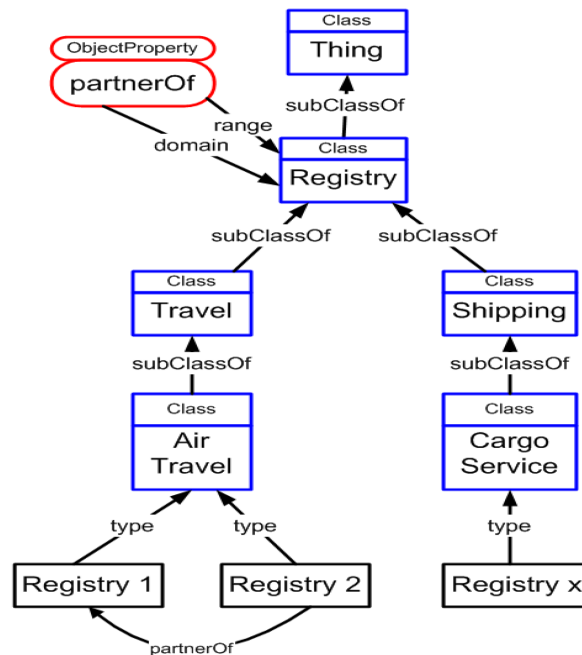 Class
Thing
ObjectProperty
partnerOf
subClassOf
range
domain
Class
Registry
subClassOf
subClassOf
Class
Travel
Class
Shipping
subClassOf
subClassOf
Class
Air
Travel
Class
Cargo
Service
type
type
type
Registry 1
Registry 2
Registry x
partnerOf